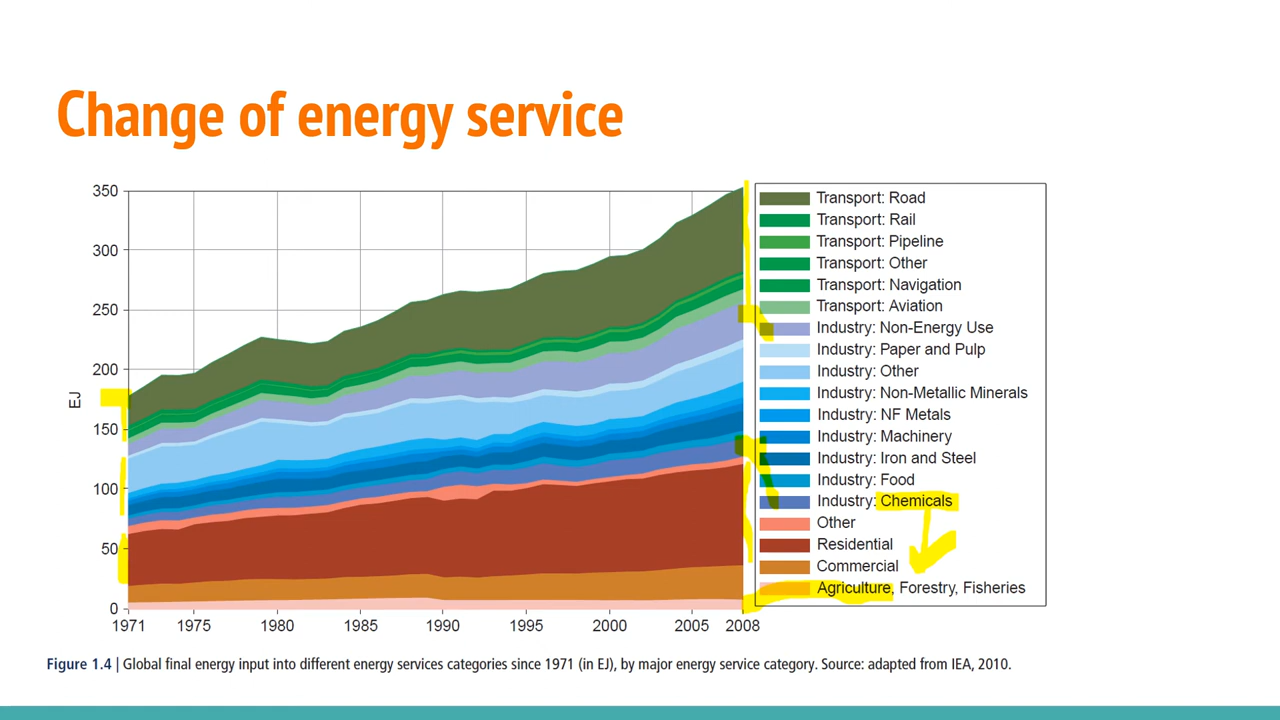 Change of energy service
350
300
250
200
150
100
50
0
EJ
1971
1975
1980
1985
1990
1995
2000
2005
2008
Transport: Road
Transport: Rail
Transport: Pipeline
Transport: Other
Transport: Navigation
Transport: Aviation
Industry: Non-Energy Use
Industry: Paper and Pulp
Industry: Other
Industry: Non-Metallic Minerals
Industry: NF Metals
Industry: Machinery
Industry: Iron and Steel
Industry: Food
Industry: Chemicals
Other
Residential
Commercial
Agriculture, Forestry, Fisheries
Figure 1.4 | Global final energy input into different energy services categories since 1971 (in EJ), by major energy service category. Source: adapted from IEA, 2010.